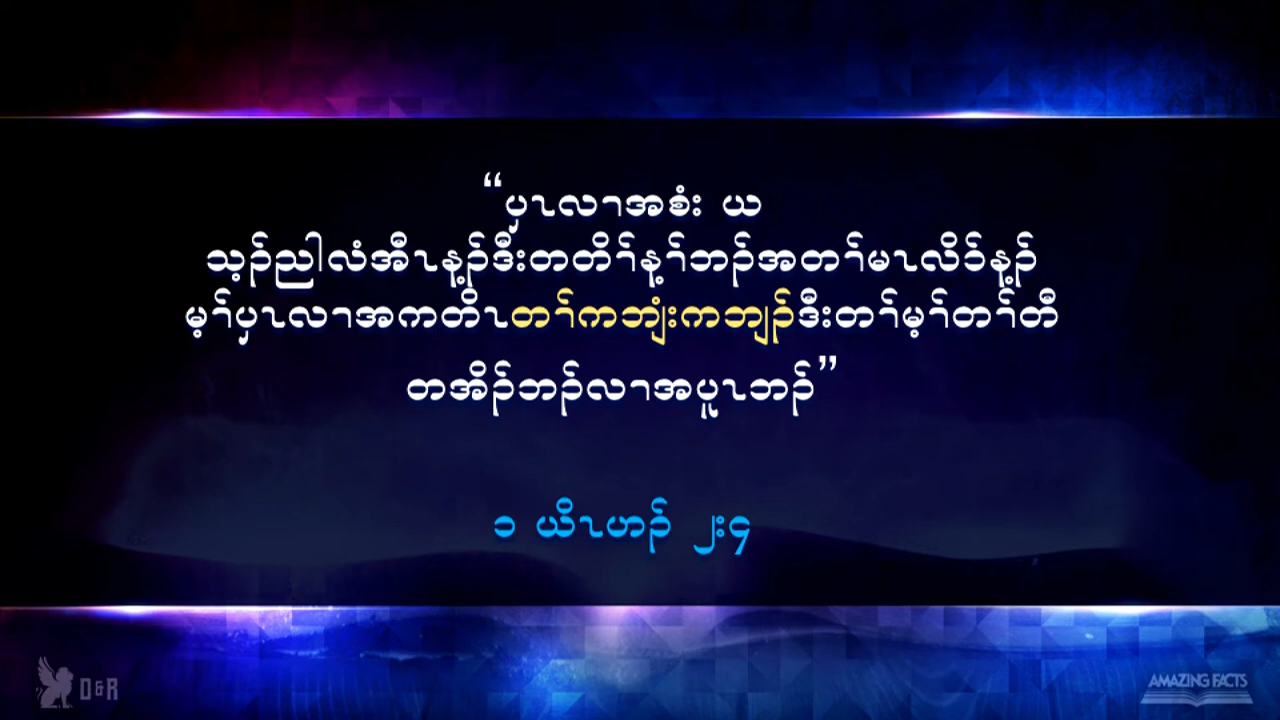 “ပှၤလၢအစံး ယ
သ့ၣ်ညါလံအီၤန့ၣ်ဒီးတတိၢ်န့ၢ်ဘၣ်အတၢ်မၤလိာ်န့ၣ်
မ့ၢ်ပှၤလၢအကတိၤတၢ်ကဘျံးကဘျၣ်ဒီးတၢ်မ့ၢ်တၢ်တီ
တအိၣ်ဘၣ်လၢအပူၤဘၣ်”
၁ ယိၤဟၣ် ၂း၄
D&R
AMAZING FACTS